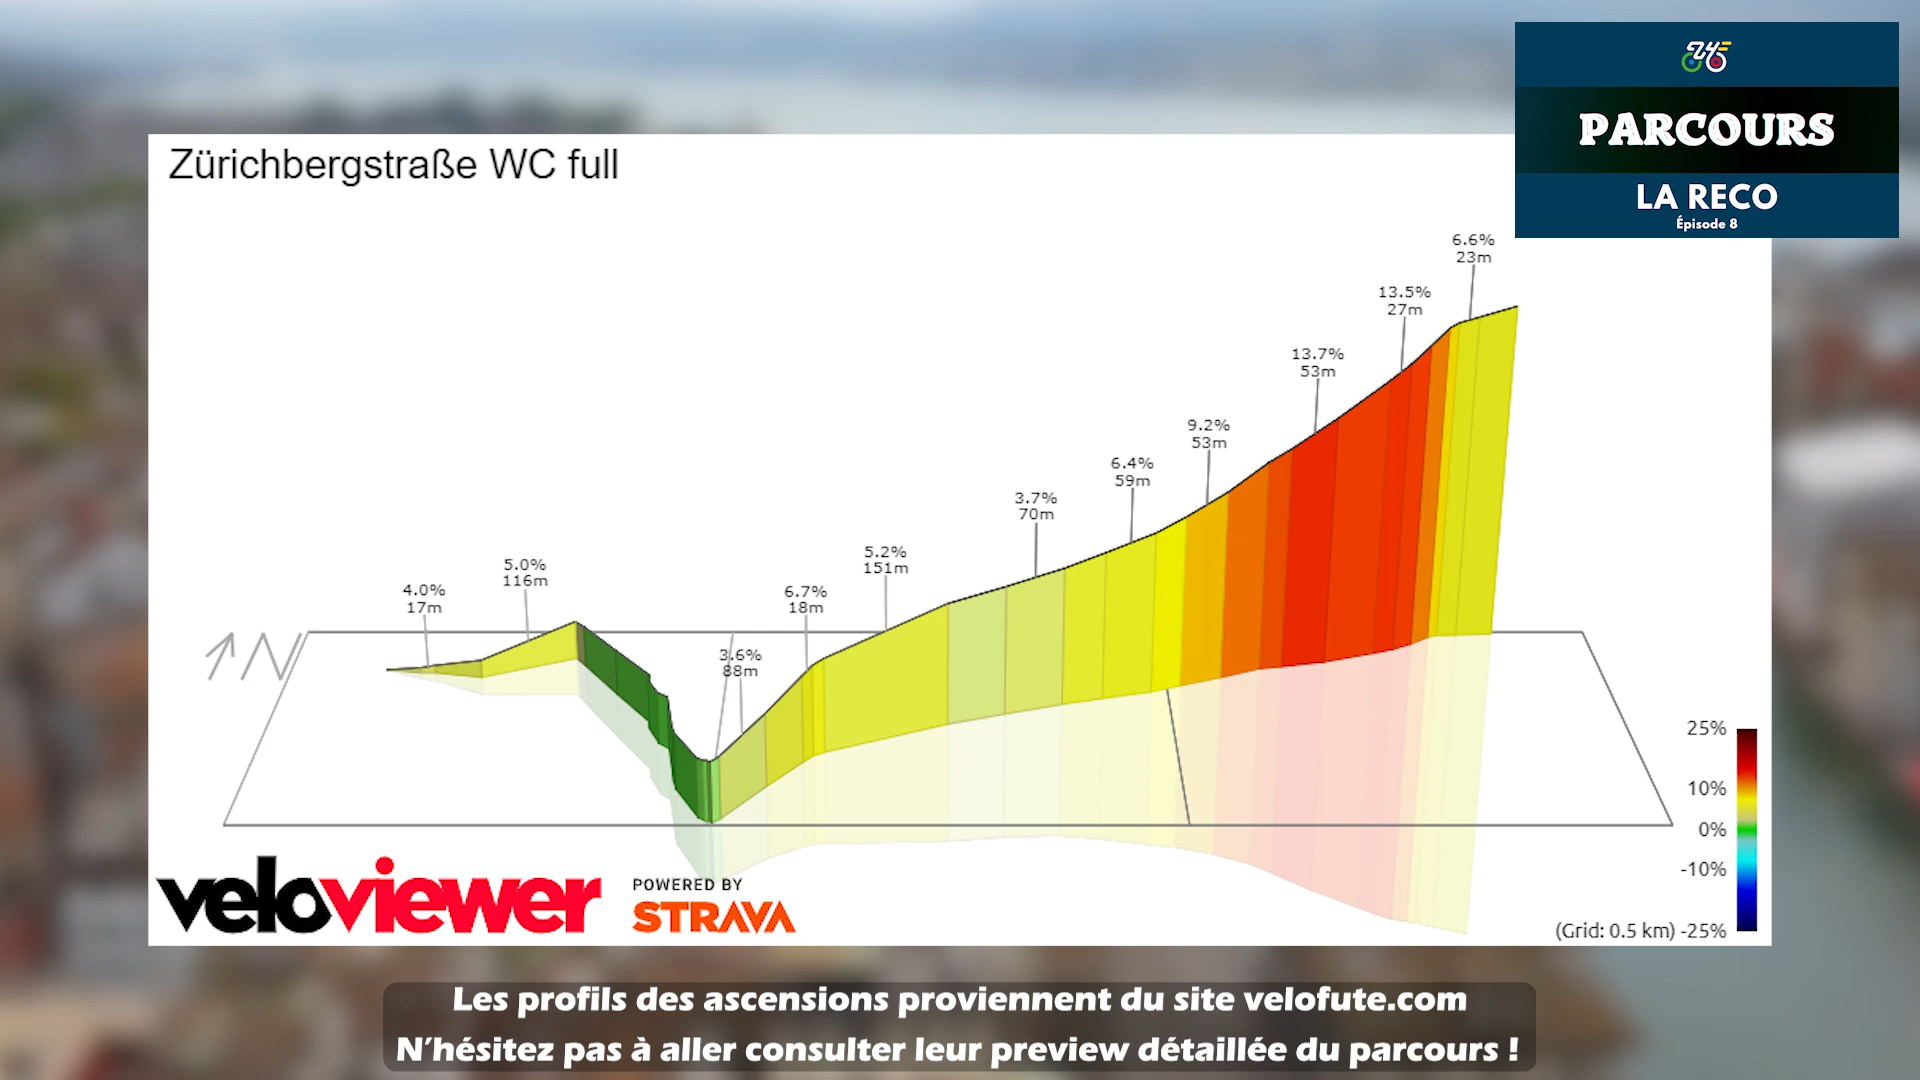 Zürichbergstraße WC full
PARCOURS
LA RECO
Épisode 8
6.6%
23m
13.5%
27m
13.7%
53m
9.2%
53m
6.4%
59m
3.7%
70m
5.2%
151m
5.0%
116m
4.0%
17m
6.7%
18m
3.6%
88m
N
25%
10%
0%
-10%
(Grid: 0.5 km) -25%
veloviewer
POWERED BY
STRAVA
Les profils des ascensions proviennent du site velofute.com
N'hésitez pas à aller consulter leur preview détaillée du parcours !